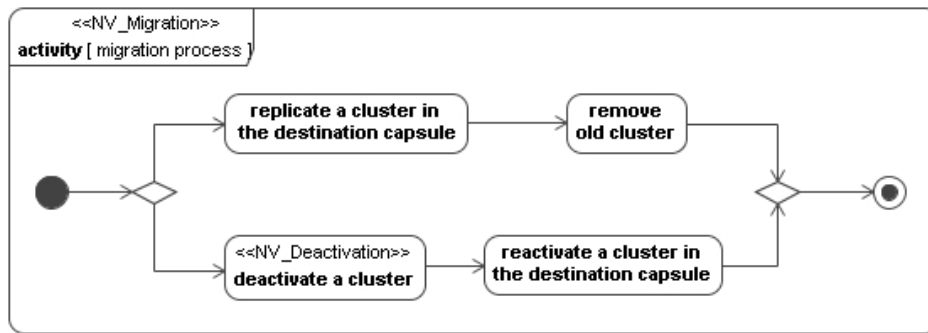 <<NV_Migration>>
activity [ migration process ]
replicate a cluster in
the destination capsule
remove
old cluster
<<NV_Deactivation>>
deactivate a cluster
reactivate a cluster in
the destination capsule